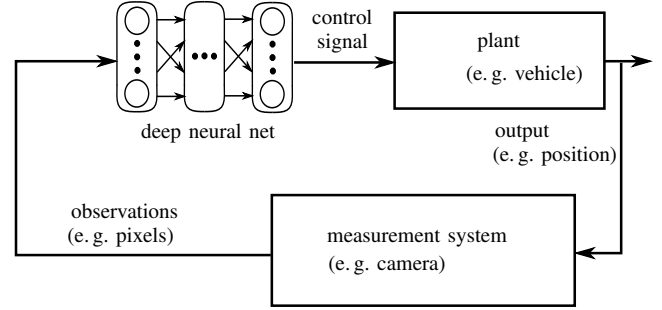 control
signal
plant
(e. g. vehicle)
deep neural net
output
(e. g. position)
observations
(e. g. pixels)
measurement system
(e. g. camera)